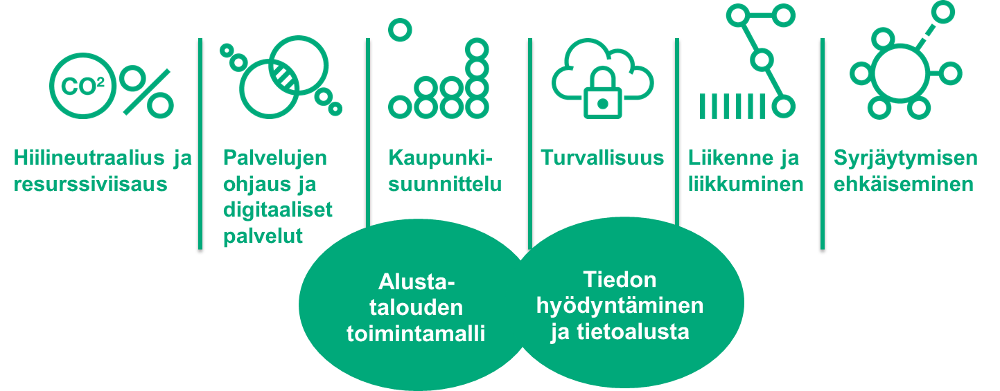 CO²
Hiilineutraalius ja
resurssiviisaus
Palvelujen
ohjaus ja
digitaaliset
palvelut
Kaupunki-
suunnittelu
Turvallisuus
Liikenne ja
liikkuminen
Syrjäytymisen
ehkäiseminen
Alusta-
talouden
toimintamalli
Tiedon
hyödyntäminen
ja tietoalusta